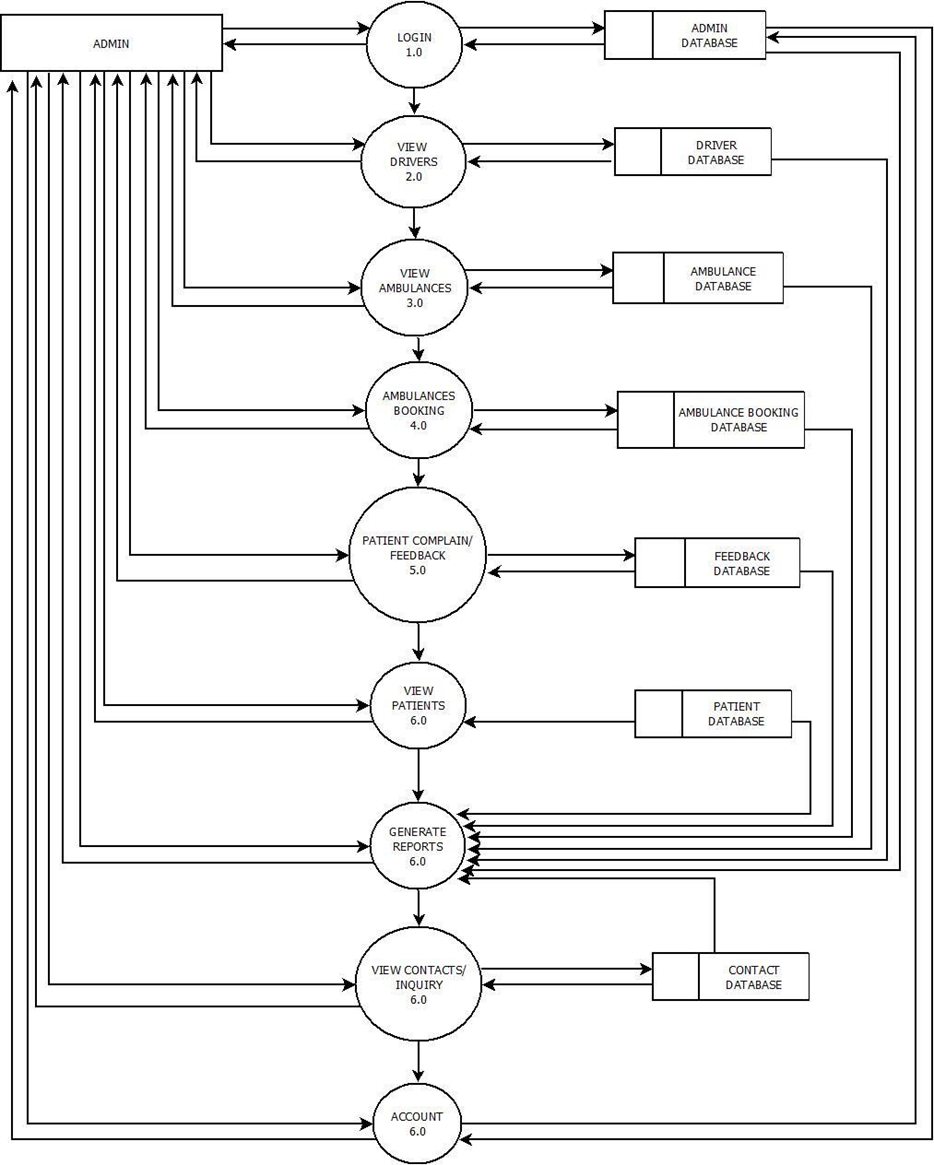 ADMIN
LOGIN
1.0
ADMIN
DATABASE
VIEW
DRIVERS
2.0
DRIVER
DATABASE
VIEW
AMBULANCES
3.0
AMBULANCE
DATABASE
AMBULANCES
BOOKING
4.0
AMBULANCE BOOKING
DATABASE
PATIENT COMPLAIN/
FEEDBACK
5.0
FEEDBACK
DATABASE
VIEW
PATIENTS
6.0
PATIENT
DATABASE
GENERATE
REPORTS
6.0
VIEW CONTACTS/
INQUIRY
6.0
CONTACT
DATABASE
ACCOUNT
6.0